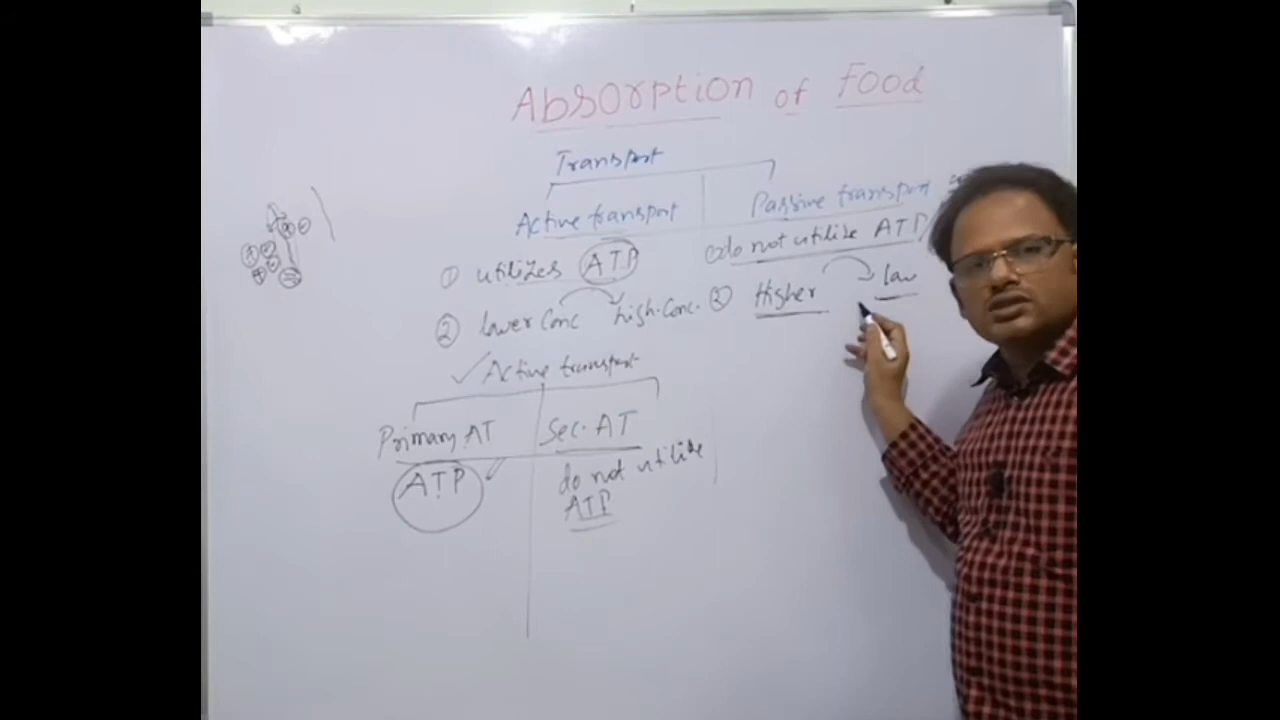 Absorption of Food
Transport
Active transport
Passive transport
① utilizes ATP
① do not utilize ATP
② lower Conc high. Conc.
② Higher low
✓ Active transport
Primary AT
Sec. AT
ATP
do not utilize
ATP